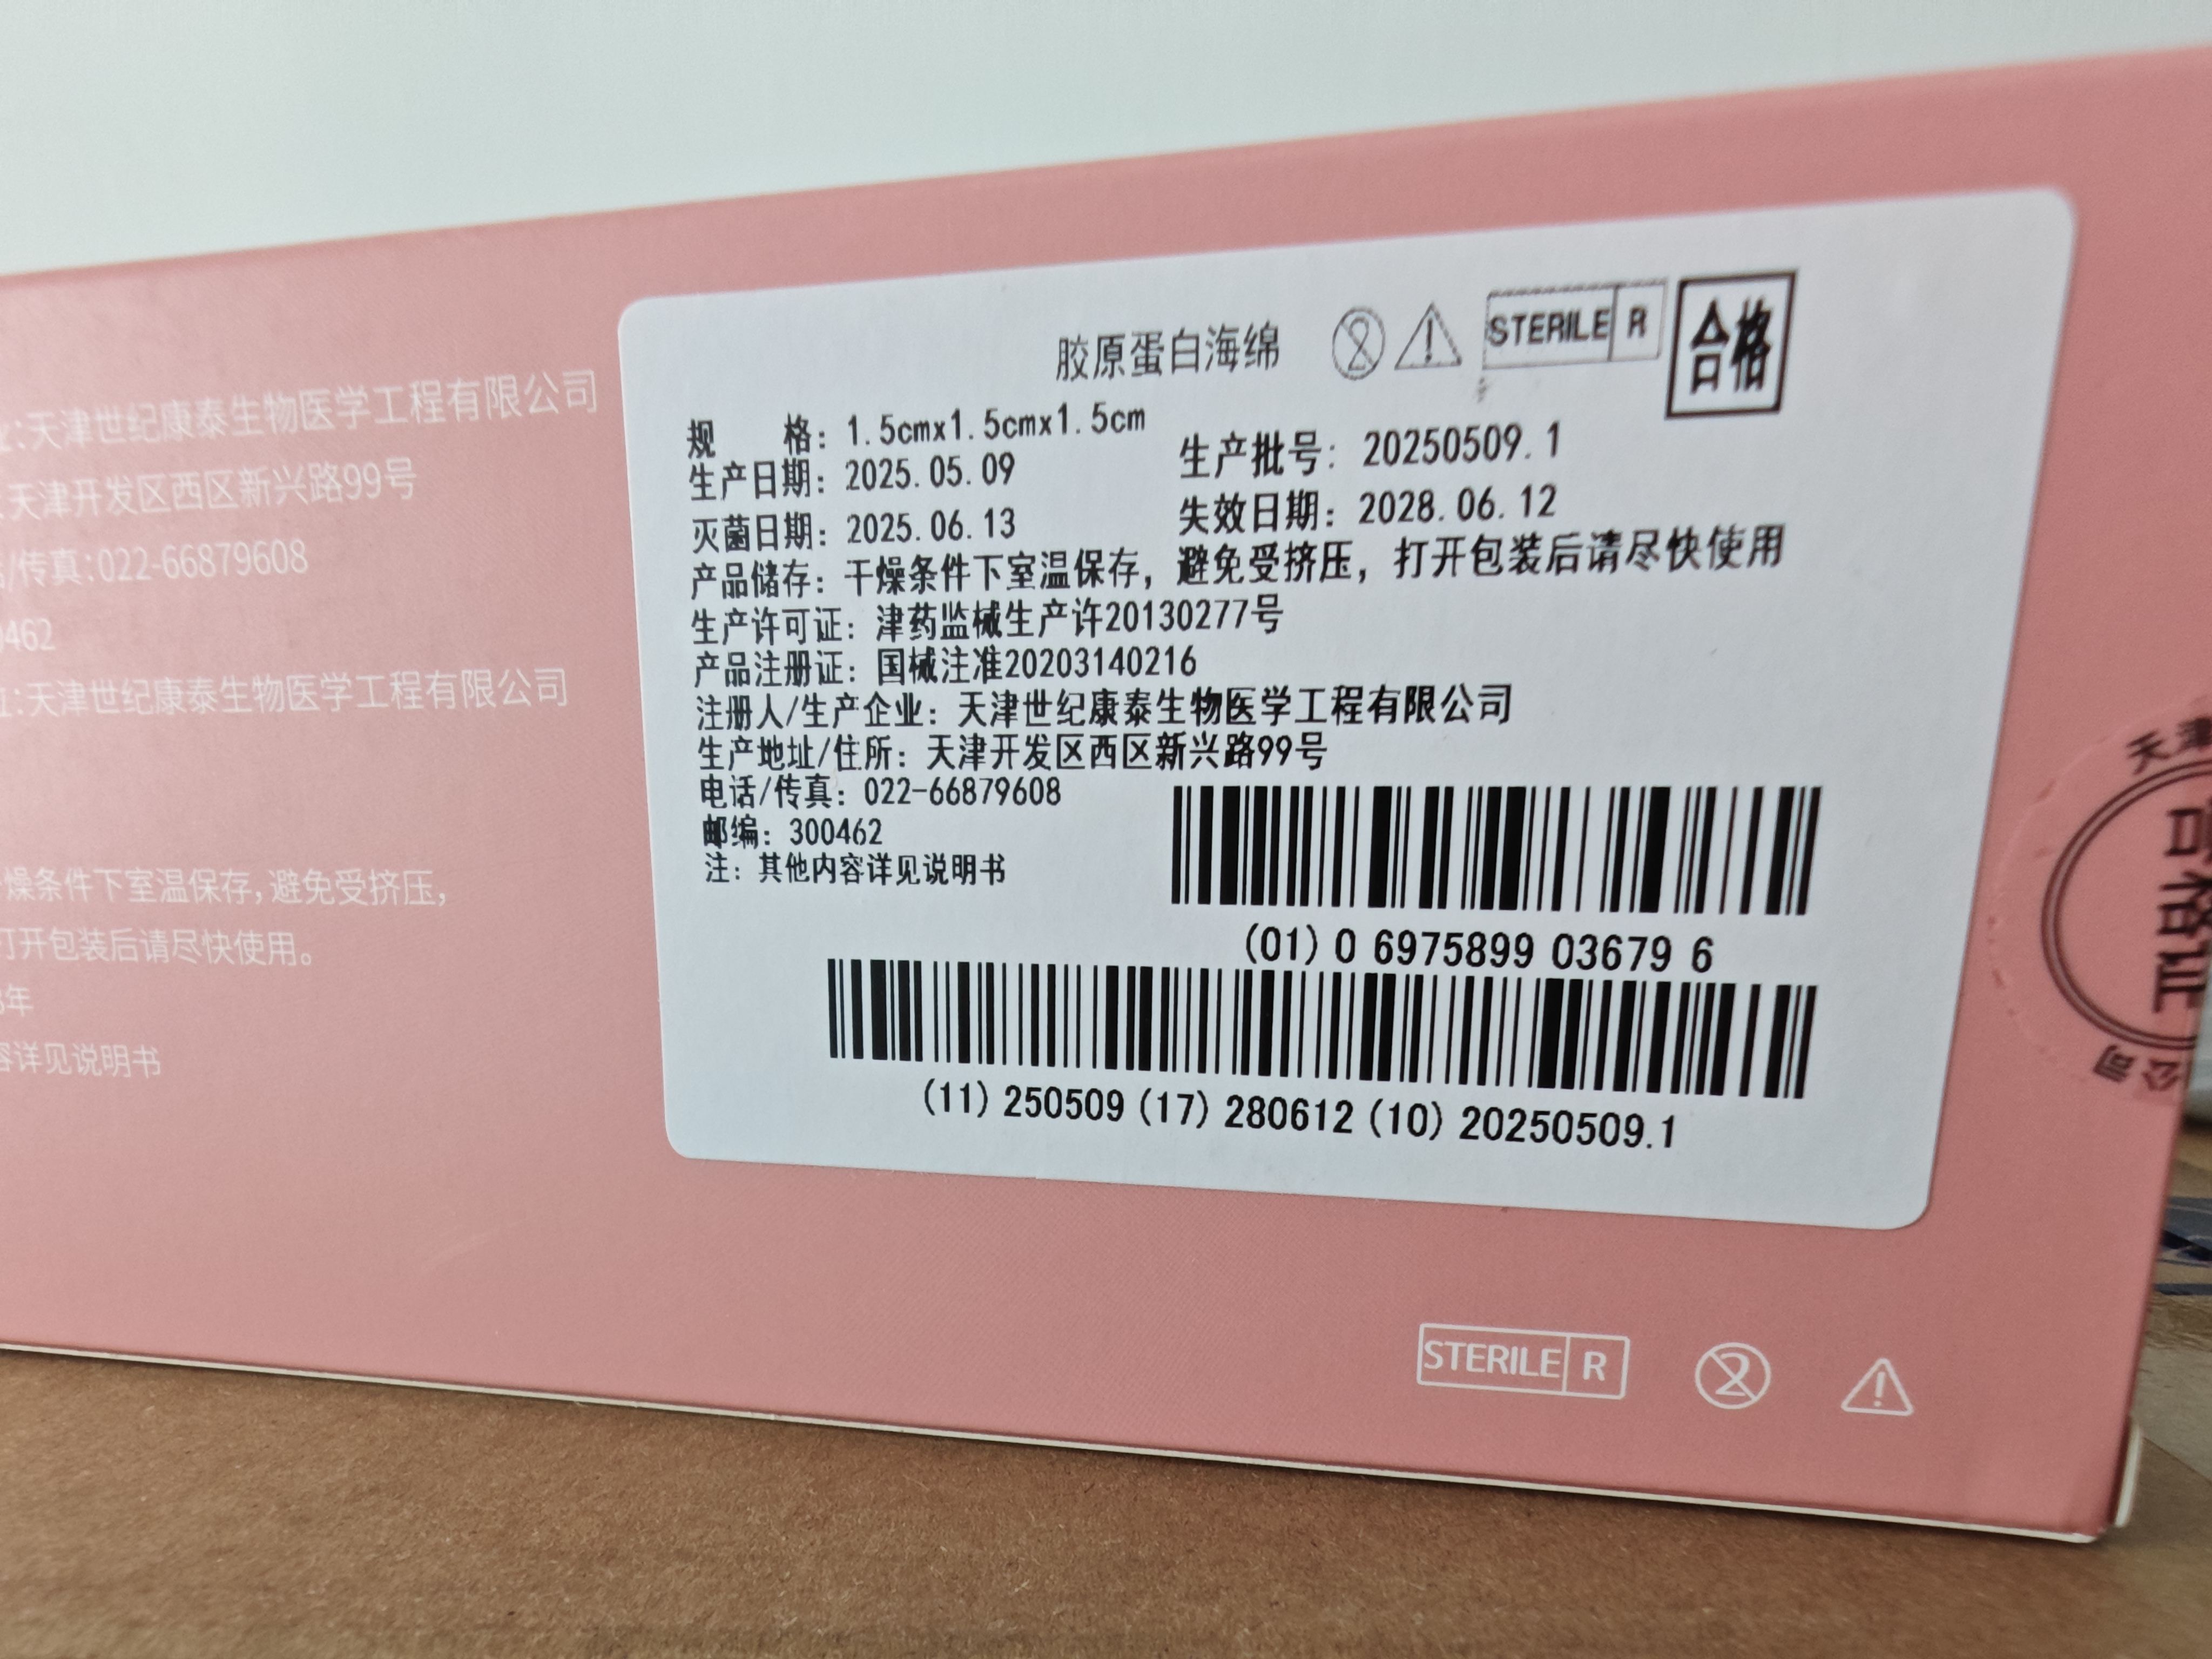 :天津世纪康泰生物医学工程有限公司
天津开发区西区新兴路99号
/传真:022-66879608
0462
:天津世纪康泰生物医学工程有限公司
燥条件下室温保存,避免受挤压,
打开包装后请尽快使用。
3年
容详见说明书
胶原蛋白海绵 2 STERILE R 合格
规 格: 1.5cmx1.5cmx1.5cm
生产日期: 2025.05.09 生产批号: 20250509.1
灭菌日期: 2025.06.13 失效日期: 2028.06.12
产品储存: 干燥条件下室温保存, 避免受挤压, 打开包装后请尽快使用
生产许可证: 津药监械生产许20130277号
产品注册证: 国械注准20203140216
注册人/生产企业: 天津世纪康泰生物医学工程有限公司
生产地址/住所: 天津开发区西区新兴路99号
电话/传真: 022-66879608
邮编: 300462
注: 其他内容详见说明书
(01) 0 6975899 03679 6
(11) 250509 (17) 280612 (10) 20250509.1
STERILE R 2
天津
合格证
公司